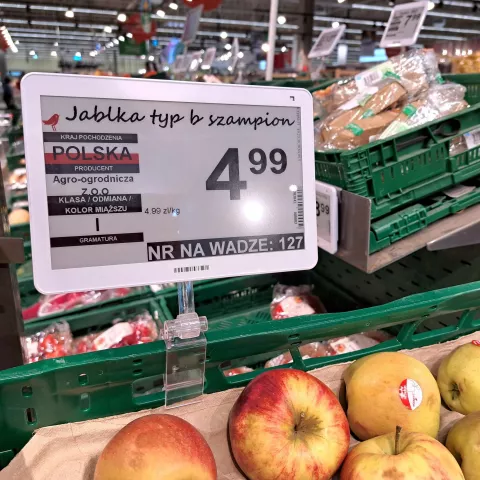 Jabłka typ b szampion
KRAJ POCHODZENIA
POLSKA
PRODUCENT
Agro-ogrodnicza
Z.O.O
KLASA / ODMIANA /
KOLOR MIĄŻSZU
I
GRAMATURA
4.99 zł/kg
4 99
NR NA WADZE: 127